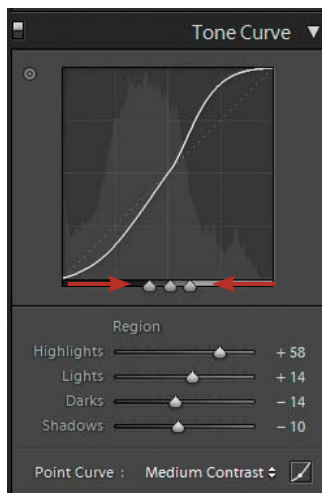 Tone Curve
Region
Highlights + 58
Lights + 14
Darks – 14
Shadows – 10
Point Curve : Medium Contrast